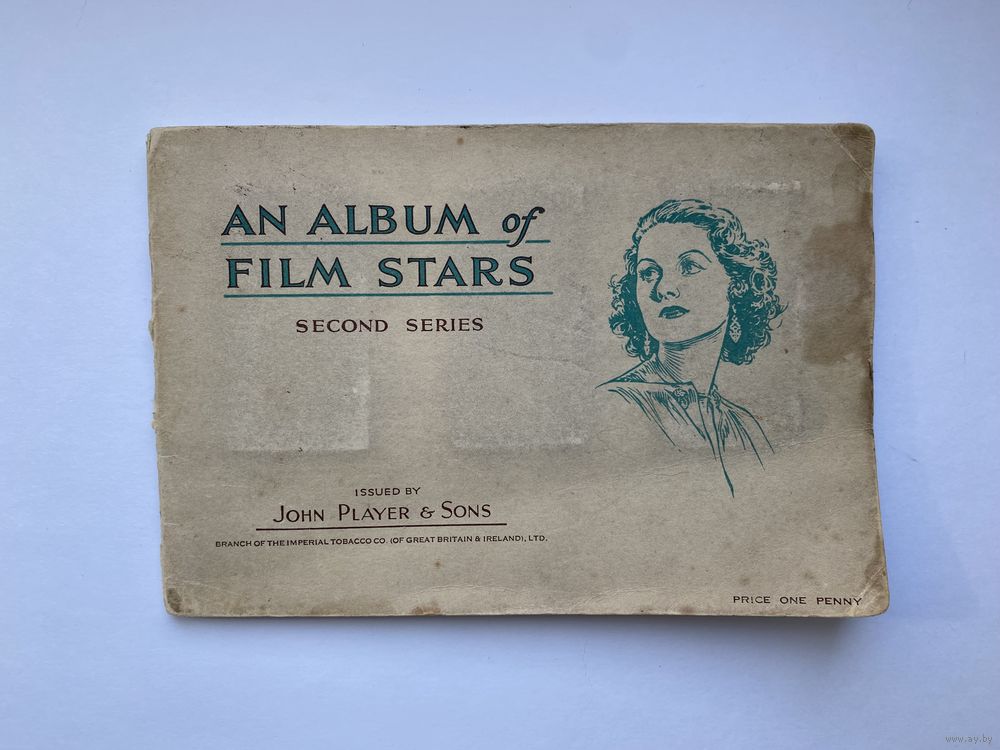 AN ALBUM of
FILM STARS
SECOND SERIES
ISSUED BY
JOHN PLAYER & SONS
BRANCH OF THE IMPERIAL TOBACCO CO. (OF GREAT BRITAIN & IRELAND), LTD.
PRICE ONE PENNY
www.ay.by